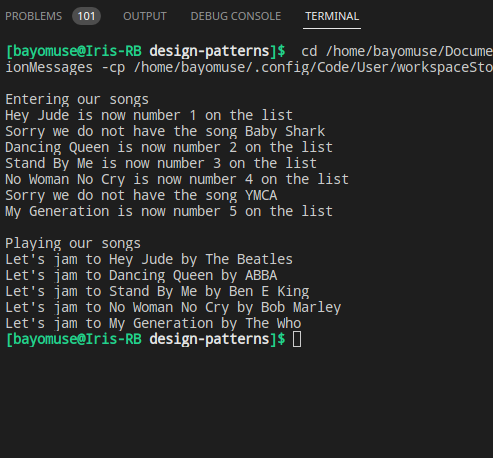 PROBLEMS 101 OUTPUT DEBUG CONSOLE TERMINAL
[bayomuse@Iris-RB design-patterns]$ cd /home/bayomuse/Docume
ionMessages -cp /home/bayomuse/.config/Code/User/workspaceSto
Entering our songs
Hey Jude is now number 1 on the list
Sorry we do not have the song Baby Shark
Dancing Queen is now number 2 on the list
Stand By Me is now number 3 on the list
No Woman No Cry is now number 4 on the list
Sorry we do not have the song YMCA
My Generation is now number 5 on the list
Playing our songs
Let's jam to Hey Jude by The Beatles
Let's jam to Dancing Queen by ABBA
Let's jam to Stand By Me by Ben E King
Let's jam to No Woman No Cry by Bob Marley
Let's jam to My Generation by The Who
[bayomuse@Iris-RB design-patterns]$